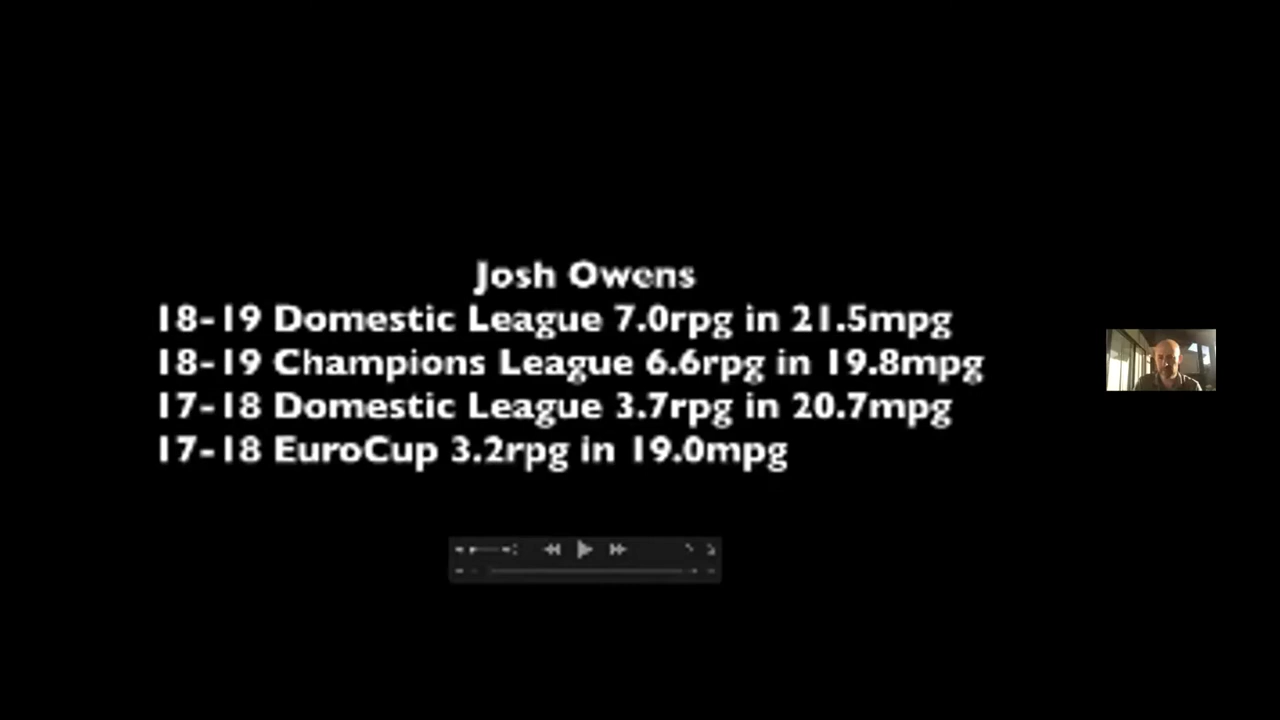 Josh Owens
18-19 Domestic League 7.0rpg in 21.5mpg
18-19 Champions League 6.6rpg in 19.8mpg
17-18 Domestic League 3.7rpg in 20.7mpg
17-18 EuroCup 3.2rpg in 19.0mpg